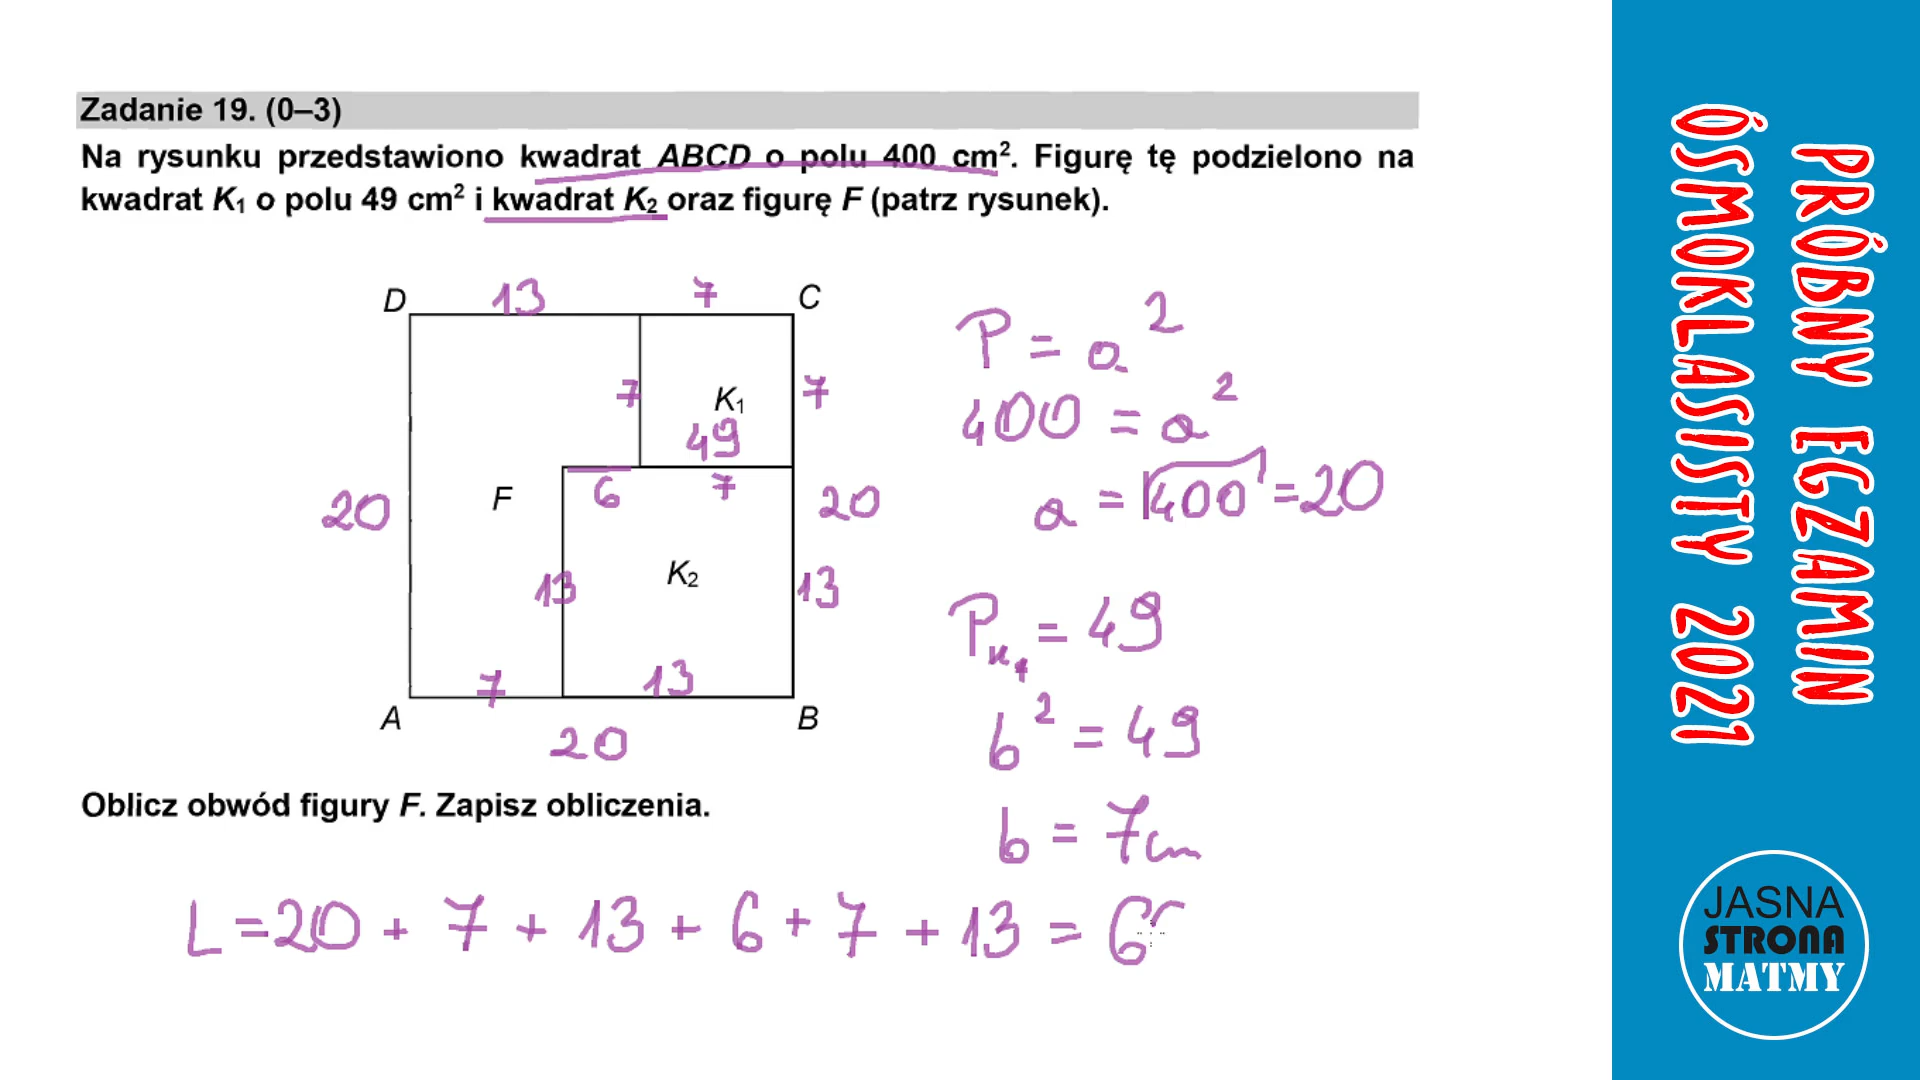 Zadanie 19. (0–3)
Na rysunku przedstawiono kwadrat ABCD o polu 400 cm². Figurę tę podzielono na
kwadrat K₁ o polu 49 cm² i kwadrat K₂ oraz figurę F (patrz rysunek).
D 13 7 C
7 K₁ 7
49
F 6 7
20 20
K₂
13 13
7 13
A B
20
P = a²
400 = a²
a = √400 = 20
Pₖ₁ = 49
b² = 49
b = 7cm
Oblicz obwód figury F. Zapisz obliczenia.
L = 20 + 7 + 13 + 6 + 7 + 13 = 6
PRÓBNY EGZAMIN
ÓSMOKLASISTY 2021
JASNA
STRONA
MATMY